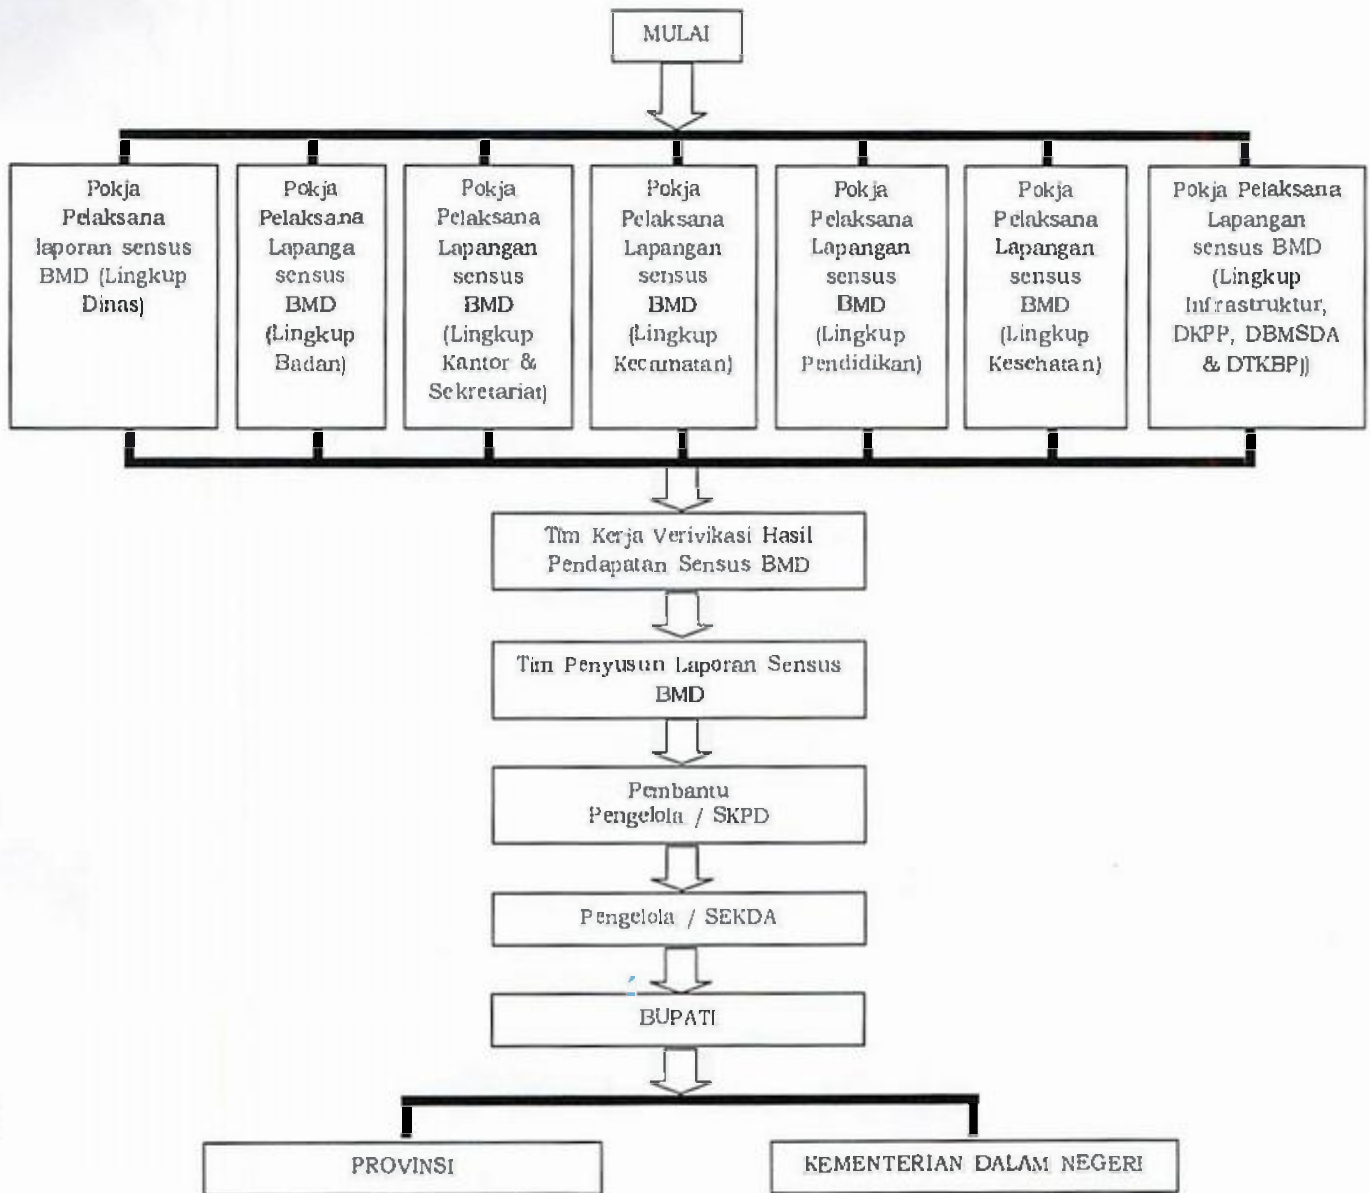 MULAI
Pokja
Pelaksana
laporan sensus
BMD (Lingkup
Dinas)
Pokja
Pelaksana
Lapanga
sensus
BMD
(Lingkup
Badan)
Pokja
Pelaksana
Lapangan
sensus
BMD
(Lingkup
Kantor &
Sekretariat)
Pokja
Pelaksana
Lapangan
sensus
BMD
(Lingkup
Kecamatan)
Pokja
Pelaksana
Lapangan
sensus
BMD
(Lingkup
Pendidikan)
Pokja
Pelaksana
Lapangan
sensus
BMD
(Lingkup
Kesehatan)
Pokja Pelaksana
Lapangan
sensus BMD
(Lingkup
Infrastruktur,
DKPP, DBMSDA
& DTKBP))
Tim Kerja Verivikasi Hasil
Pendapatan Sensus BMD
Tim Penyusun Laporan Sensus
BMD
Pembantu
Pengelola / SKPD
Pengelola / SEKDA
BUPATI
PROVINSI
KEMENTERIAN DALAM NEGERI